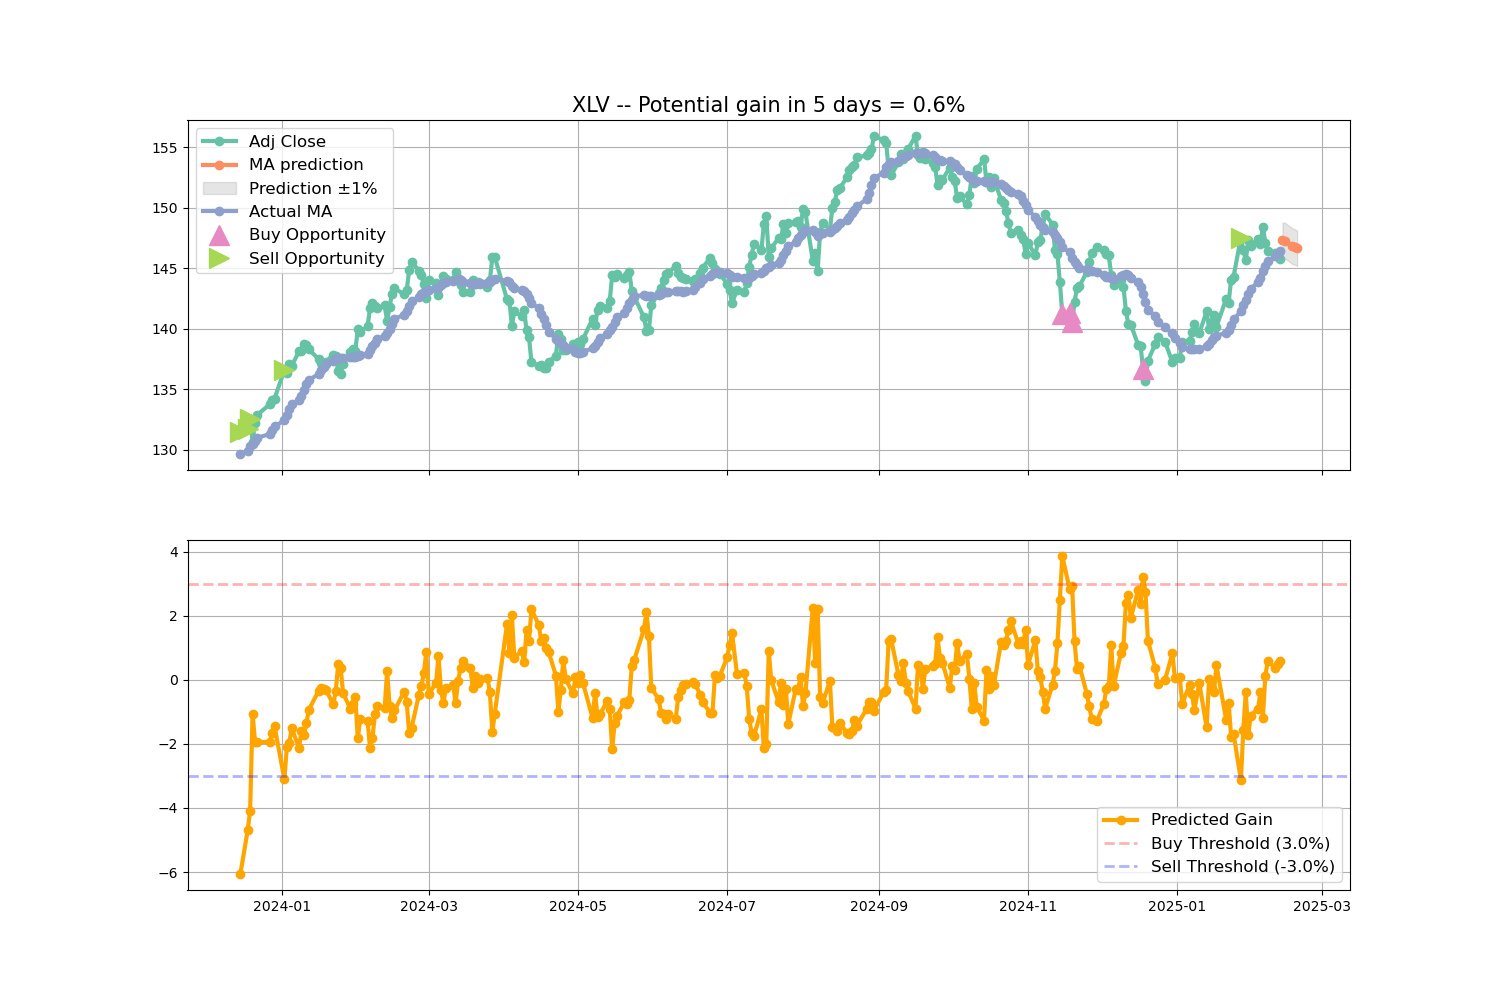 XLV -- Potential gain in 5 days = 0.6%
Adj Close
MA prediction
Prediction ±1%
Actual MA
Buy Opportunity
Sell Opportunity
155
150
145
140
135
130
4
2
0
−2
−4
−6
Predicted Gain
Buy Threshold (3.0%)
Sell Threshold (-3.0%)
2024-01
2024-03
2024-05
2024-07
2024-09
2024-11
2025-01
2025-03